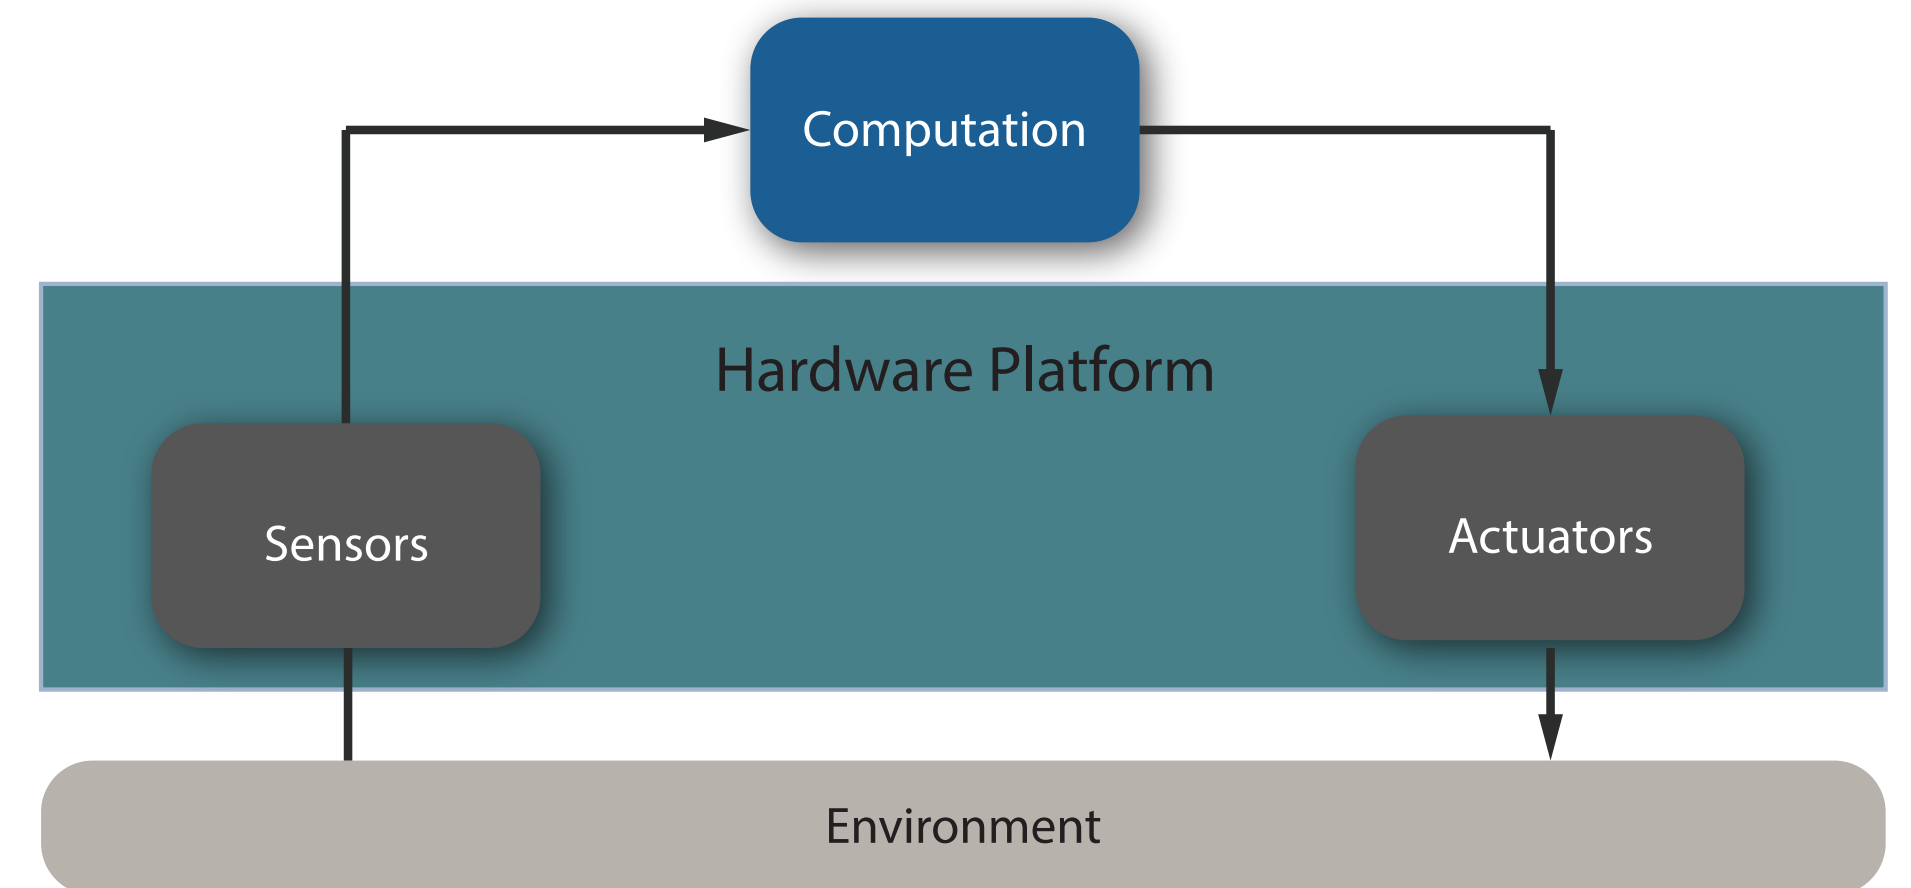 Computation
Hardware Platform
Sensors
Actuators
Environment